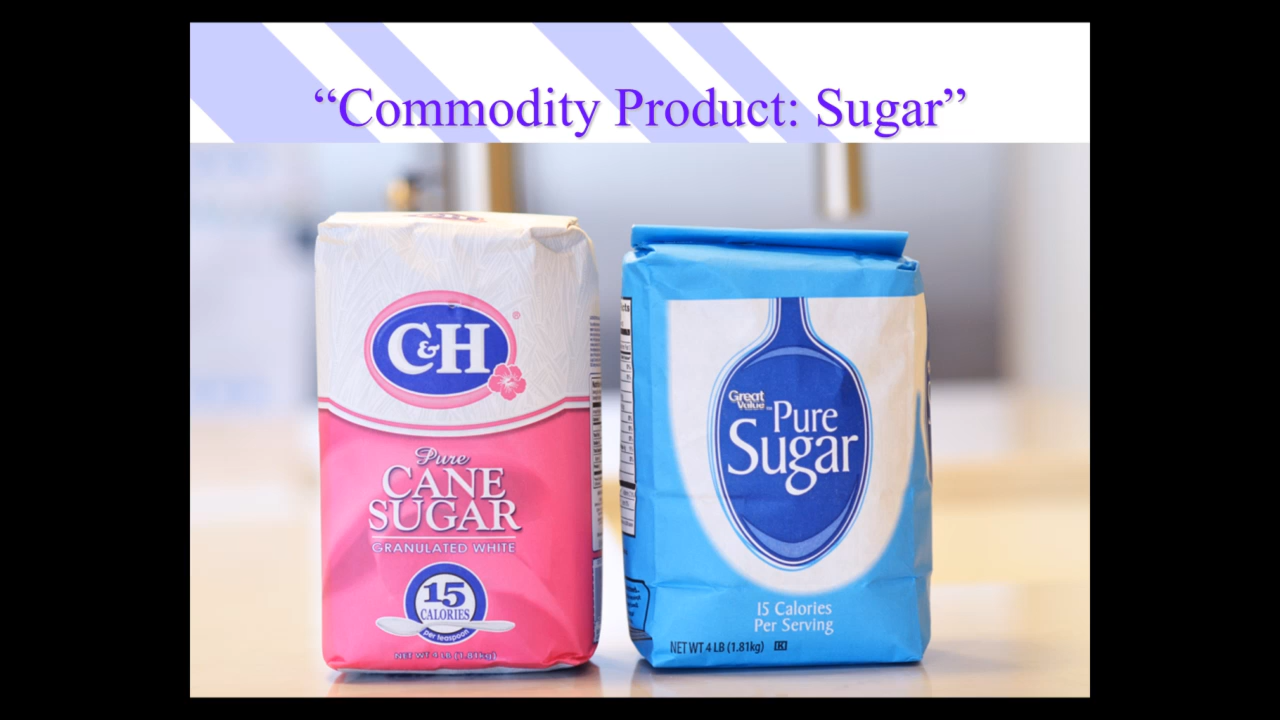 “Commodity Product: Sugar”
C&H®
Pure
CANE
SUGAR
GRANULATED WHITE
15
CALORIES
per teaspoon
NET WT 4 LB (1.81kg)
Great
Value™
Pure
Sugar
15 Calories
Per Serving
NET WT 4 LB (1.81kg) K